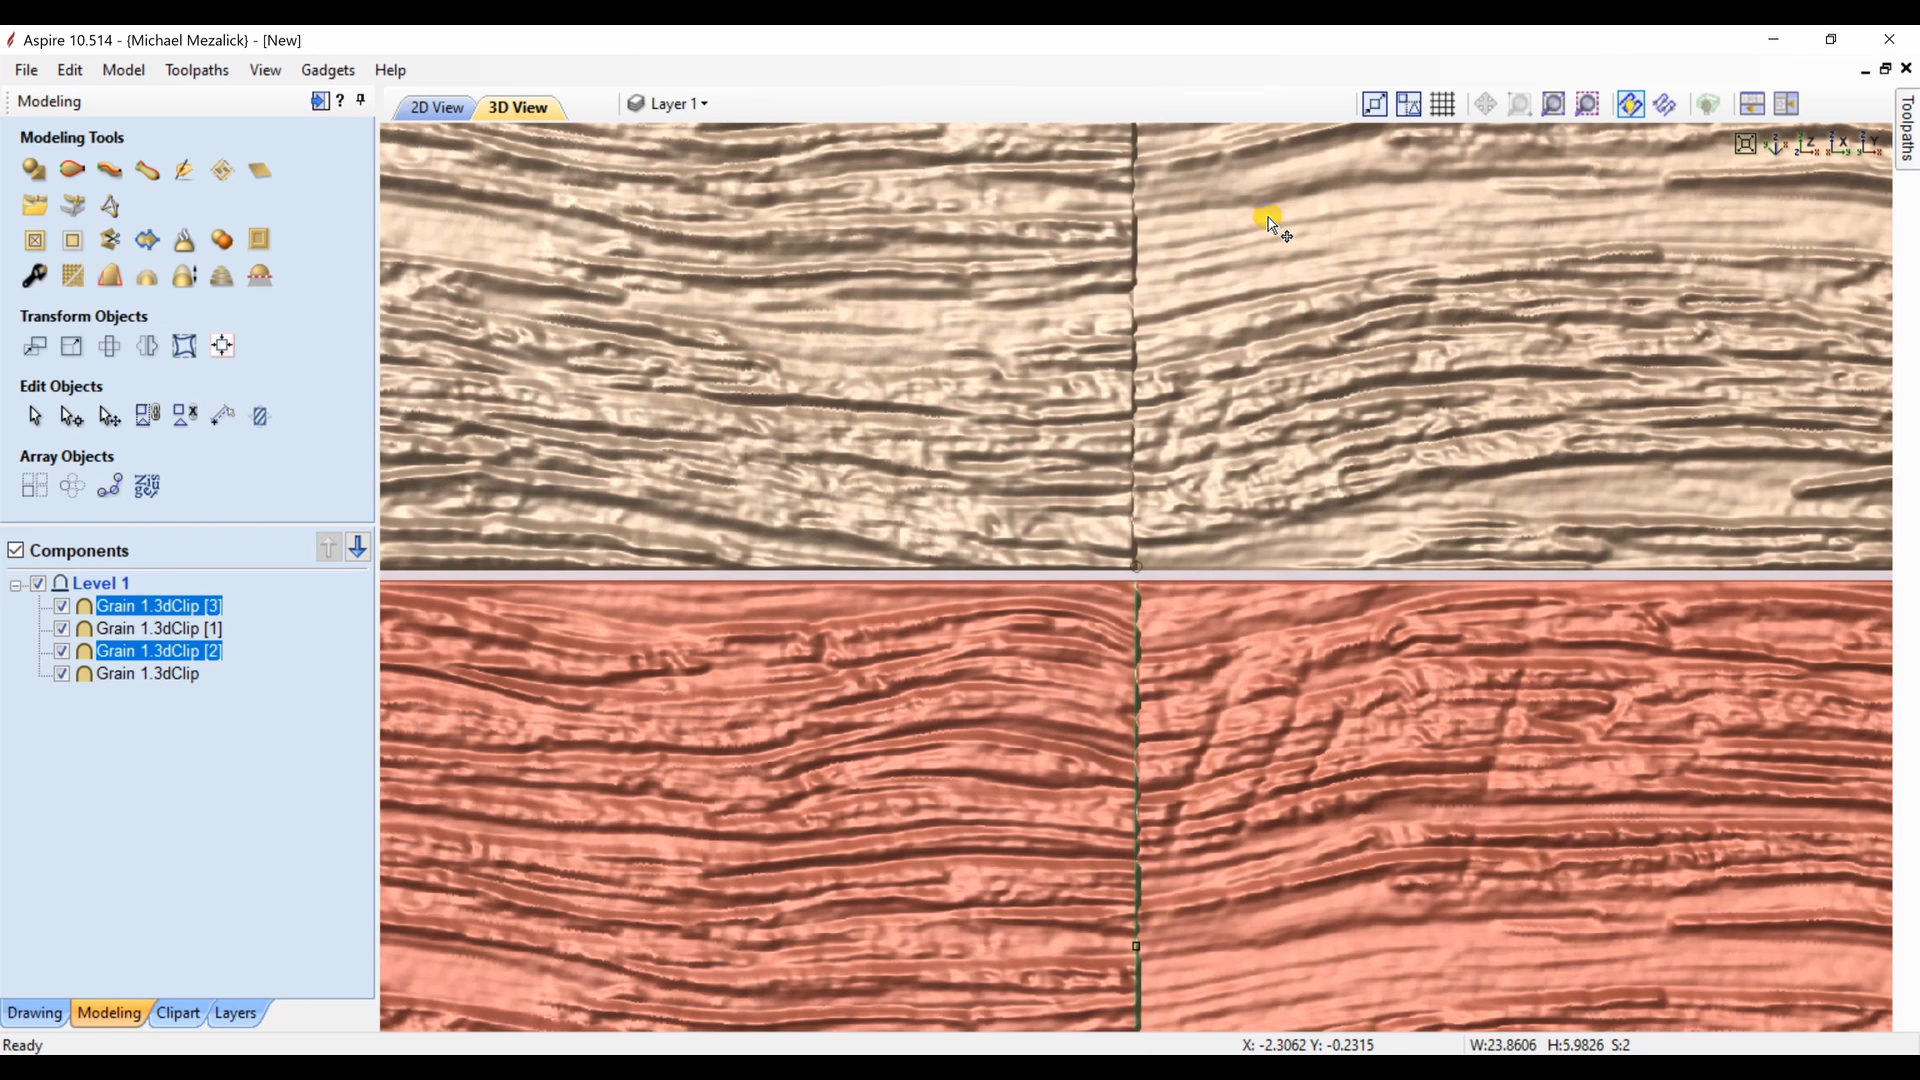 Aspire 10.514 - {Michael Mezalick} - [New]
File Edit Model Toolpaths View Gadgets Help
Modeling
?
2D View
3D View
Layer 1
Toolpaths
Modeling Tools
Transform Objects
Edit Objects
Array Objects
Components
Level 1
Grain 1.3dClip [3]
Grain 1.3dClip [1]
Grain 1.3dClip [2]
Grain 1.3dClip
Drawing Modeling Clipart Layers
Ready
X: -2.3062 Y: -0.2315
W:23.8606 H:5.9826 S:2